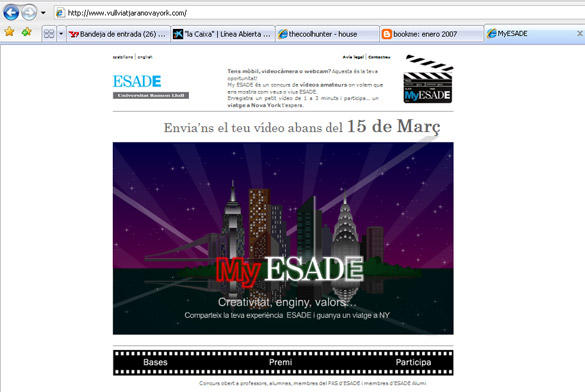 http://www.vullviatjaranovayork.com/
Bandeja de entrada (26) ...
"la Caixa" | Línea Abierta ...
thecoolhunter - house
bookme: enero 2007
MyESADE
castellano | english
Avís legal | Contacteu
ESADE
Universitat Ramon Llull
Tens mòbil, videocàmera o webcam? Aquesta és la teva
oportunitat!
My ESADE és un concurs de vídeos amateurs on volem que
ens mostris com veus o vius ESADE.
Enregistra un petit vídeo de 1 a 3 minuts i participa... un
viatge a Nova York t'espera.
MyESADE
Envia'ns el teu vídeo abans del 15 de Març
My ESADE
Creativitat, enginy, valors...
Comparteix la teva experiència ESADE i guanya un viatge a NY
Bases
Premi
Participa
Concurs obert a professors, alumnes, membres del PAS d'ESADE i membres d'ESADE Alumni